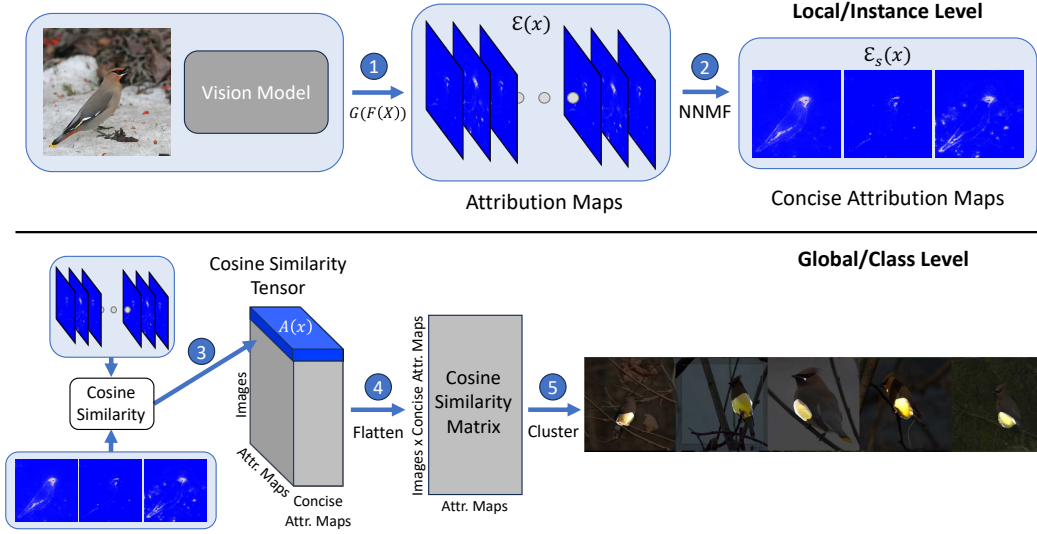 Local/Instance Level
Vision Model
1
G(F(X))
ℰ(x)
Attribution Maps
2
NNMF
ℰₛ(x)
Concise Attribution Maps
Global/Class Level
Cosine
Similarity
3
Cosine Similarity
Tensor
A(x)
Images
Attr. Maps
Concise
Attr. Maps
4
Flatten
Images x Concise Attr. Maps
Cosine
Similarity
Matrix
Attr. Maps
5
Cluster